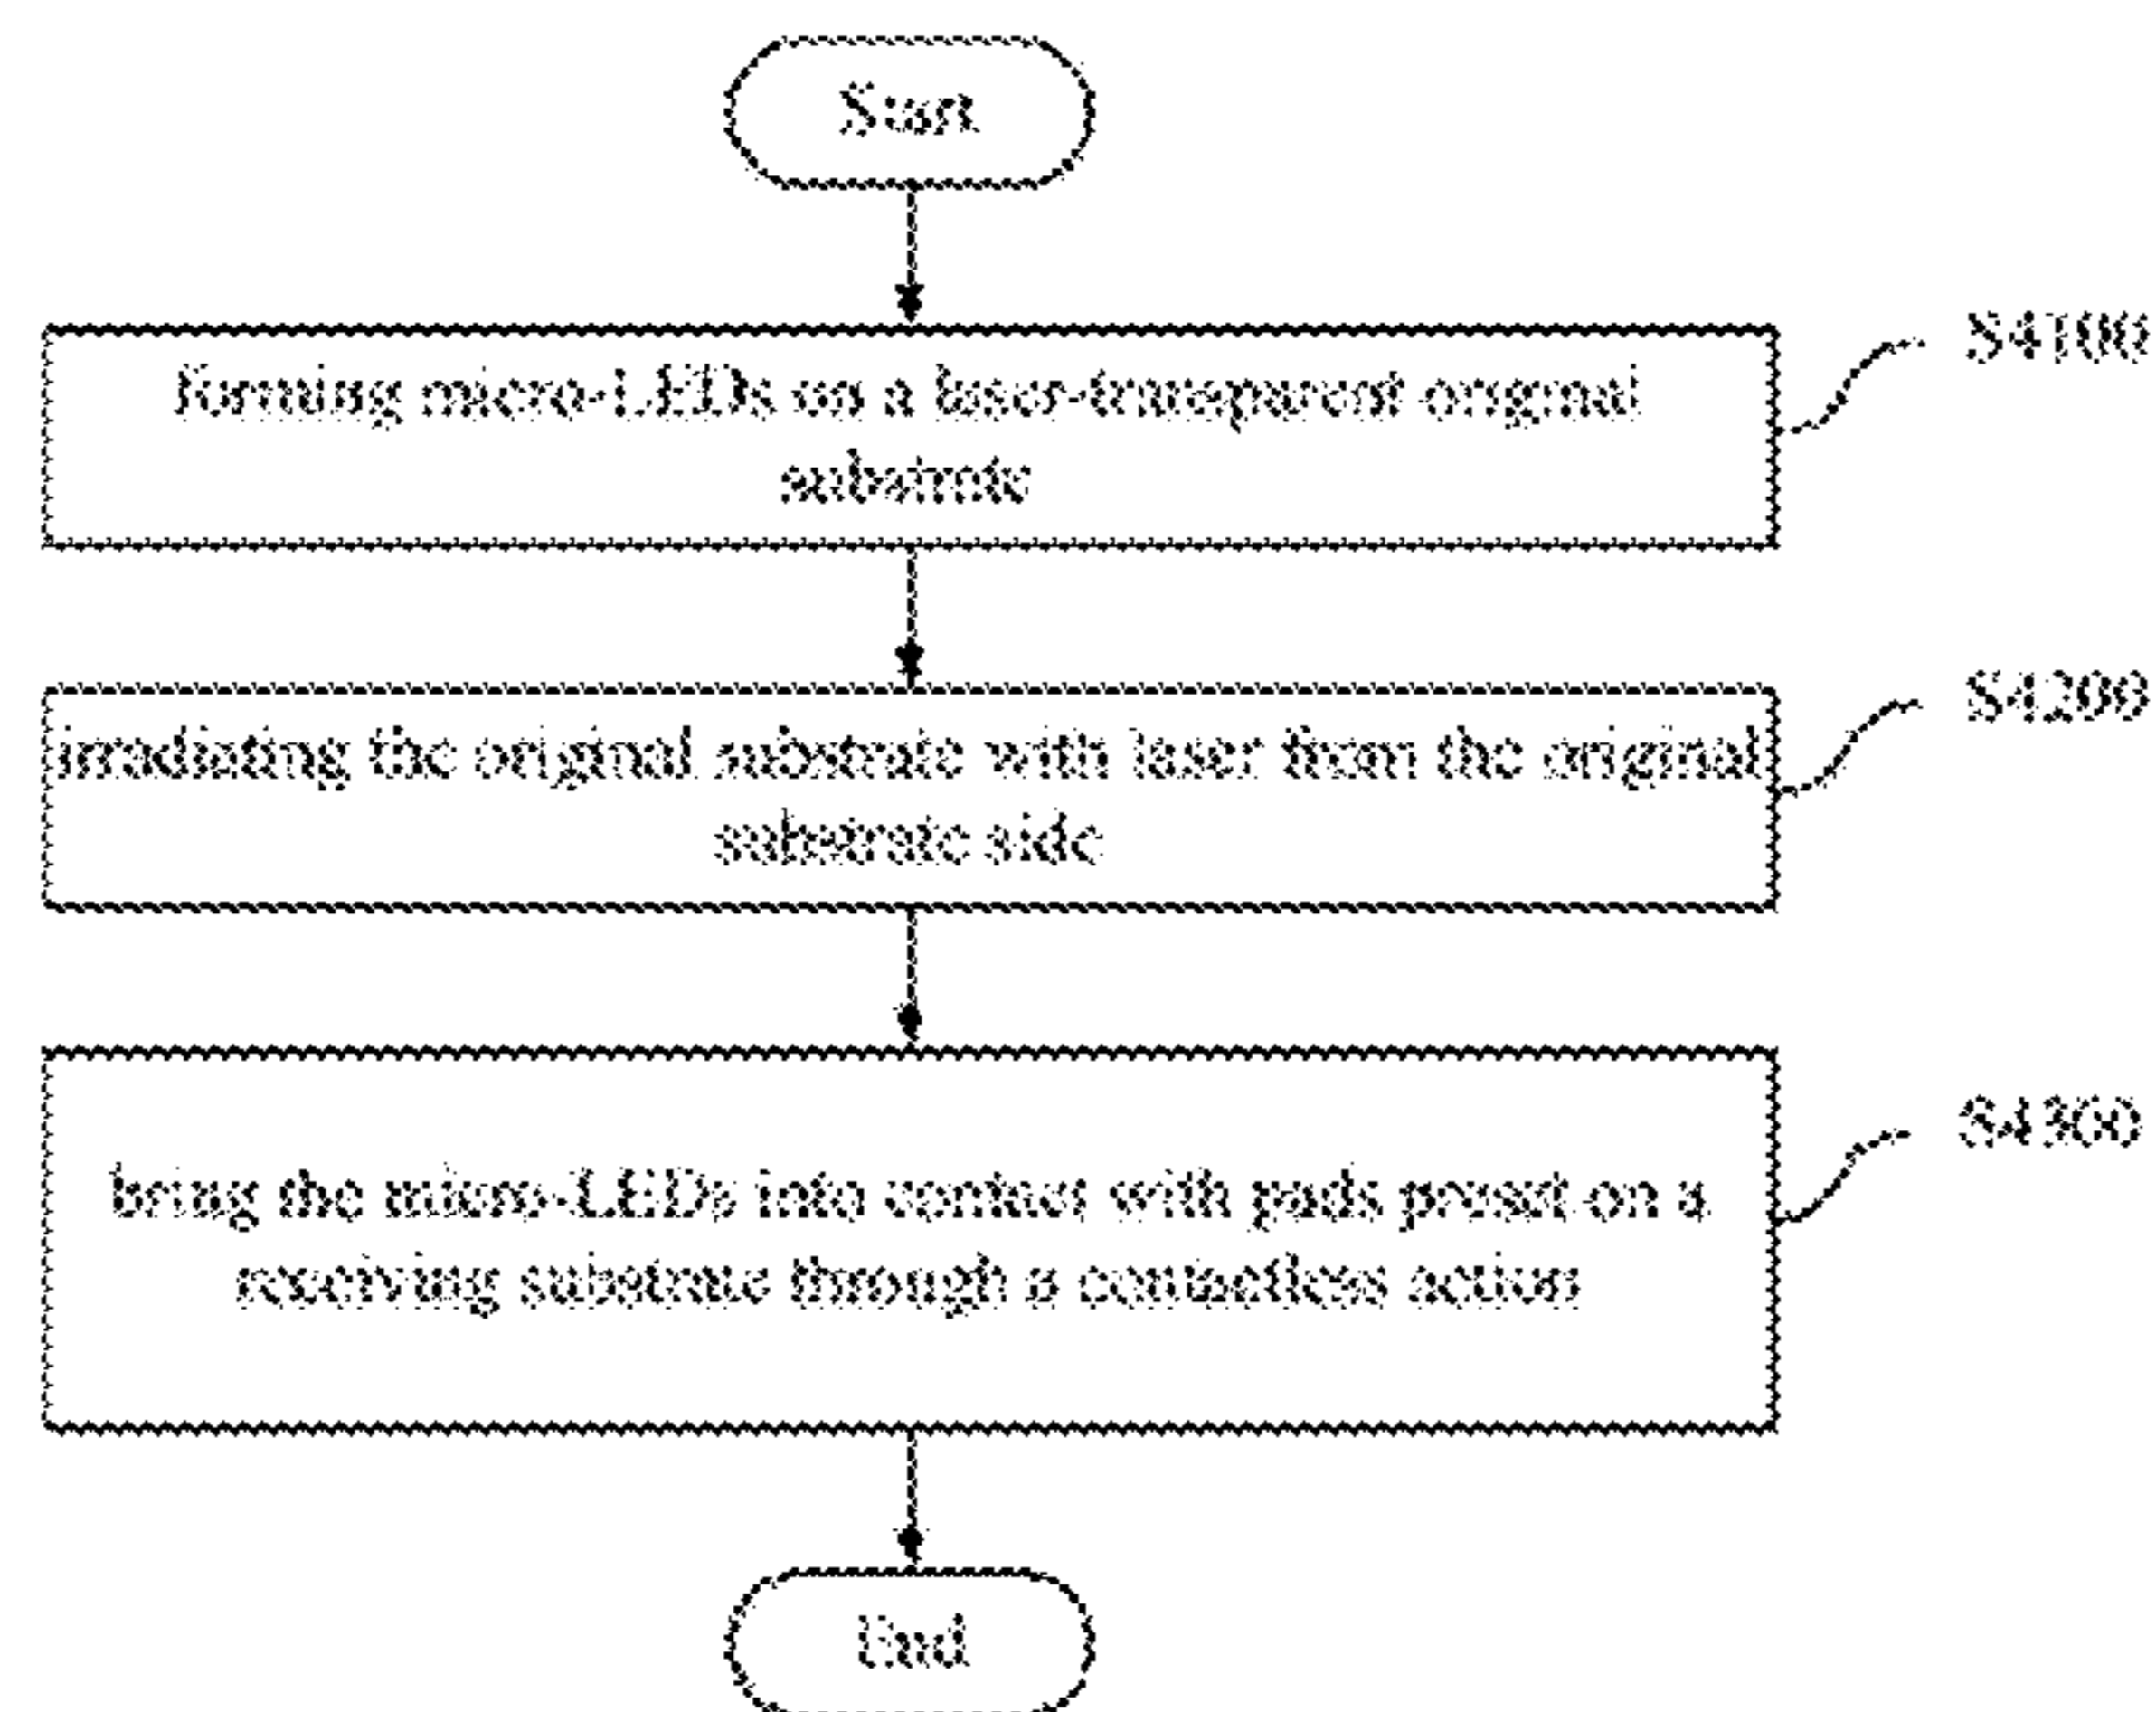 Start
S4100
forming micro-LEDs on a laser-transparent original
substrate
S4200
irradiating the original substrate with laser from the original
substrate side
S4300
bring the micro-LEDs into contact with pads preset on a
receiving substrate through a contactless action
End